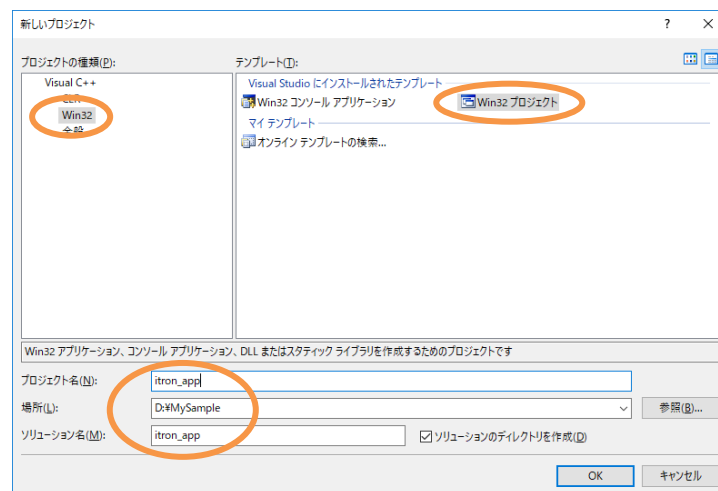 新しいプロジェクト
プロジェクトの種類(P): テンプレート(T):
Visual C++
CLR
Win32
全般
Visual Studio にインストールされたテンプレート
Win32 コンソール アプリケーション Win32 プロジェクト
マイ テンプレート
オンライン テンプレートの検索...
Win32 アプリケーション、コンソール アプリケーション、DLL またはスタティック ライブラリを作成するためのプロジェクトです
プロジェクト名(N): itron_app
場所(L): D:¥MySample 参照(B)...
ソリューション名(M): itron_app ソリューションのディレクトリを作成(D)
OK キャンセル